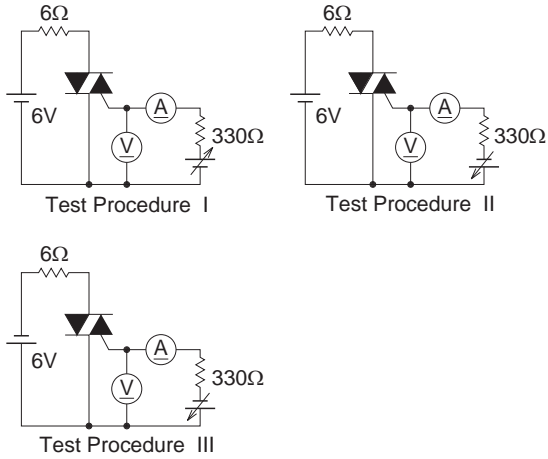 6Ω
6V
A
V
330Ω
Test Procedure I
6Ω
6V
A
V
330Ω
Test Procedure II
6Ω
6V
A
V
330Ω
Test Procedure III